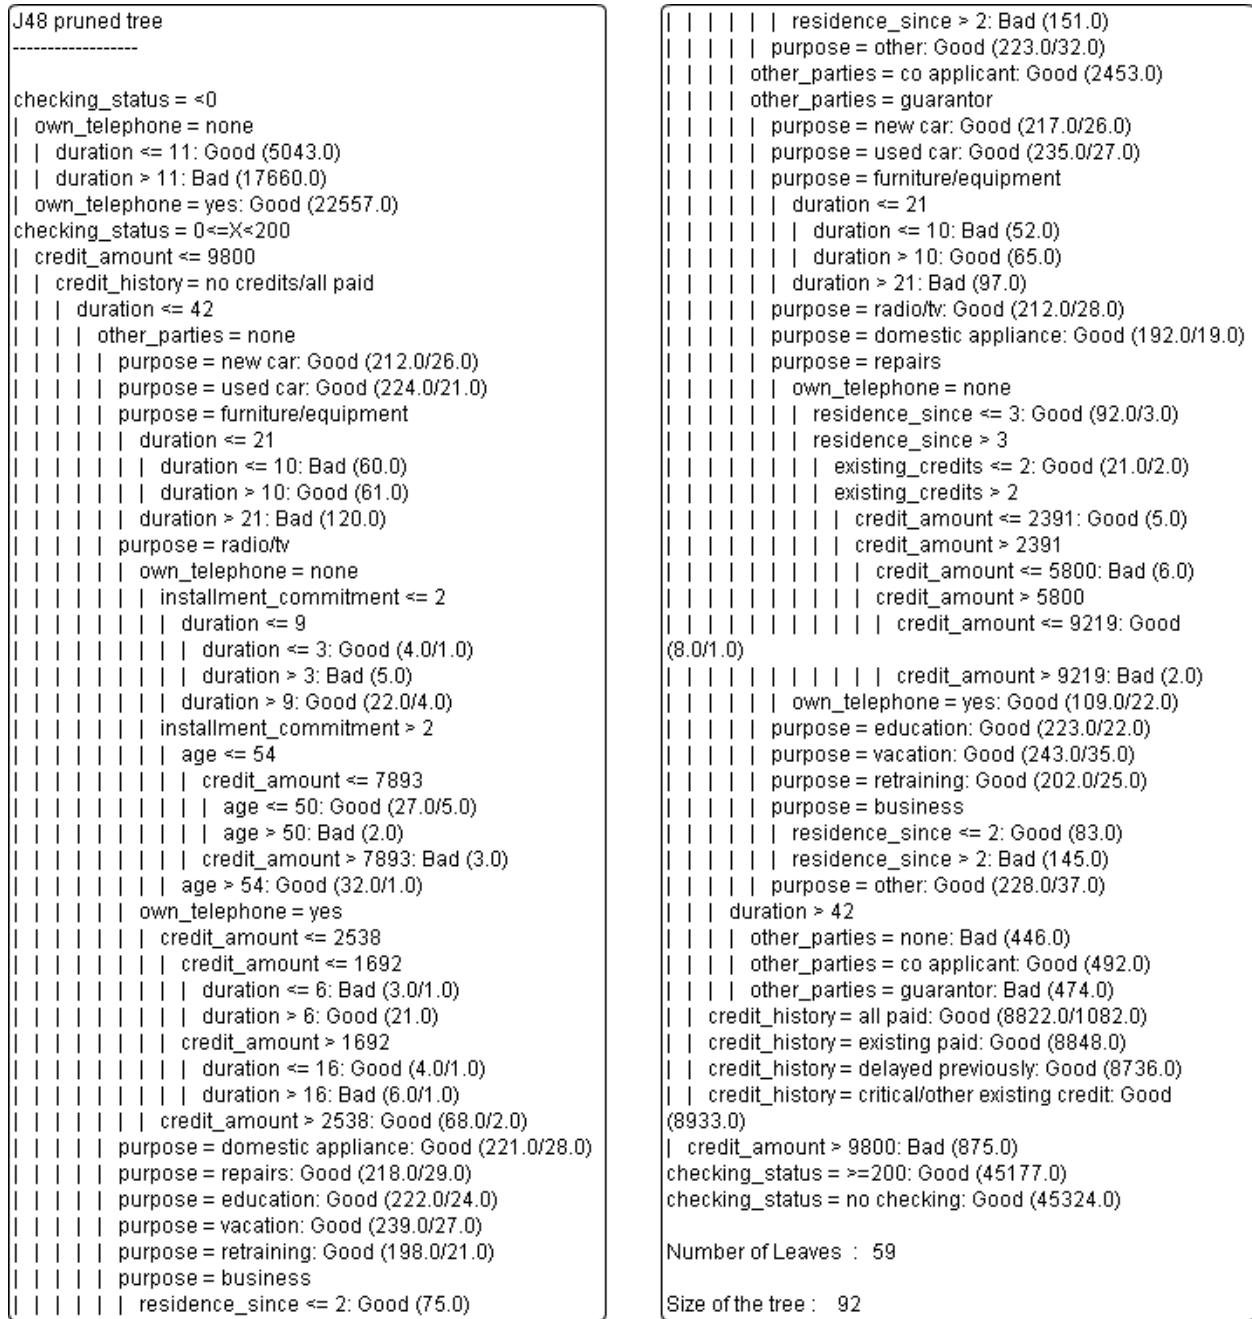 J48 pruned tree
------------------
checking_status = <0
| own_telephone = none
| | duration <= 11: Good (5043.0)
| | duration > 11: Bad (17660.0)
| own_telephone = yes: Good (22557.0)
checking_status = 0<=X<200
| credit_amount <= 9800
| | credit_history = no credits/all paid
| | | duration <= 42
| | | | other_parties = none
| | | | | purpose = new car: Good (212.0/26.0)
| | | | | purpose = used car: Good (224.0/21.0)
| | | | | purpose = furniture/equipment
| | | | | | duration <= 21
| | | | | | | duration <= 10: Bad (60.0)
| | | | | | | duration > 10: Good (61.0)
| | | | | | duration > 21: Bad (120.0)
| | | | | purpose = radio/tv
| | | | | | own_telephone = none
| | | | | | | installment_commitment <= 2
| | | | | | | | duration <= 9
| | | | | | | | | duration <= 3: Good (4.0/1.0)
| | | | | | | | | duration > 3: Bad (5.0)
| | | | | | | | duration > 9: Good (22.0/4.0)
| | | | | | | installment_commitment > 2
| | | | | | | | age <= 54
| | | | | | | | | credit_amount <= 7893
| | | | | | | | | | age <= 50: Good (27.0/5.0)
| | | | | | | | | | age > 50: Bad (2.0)
| | | | | | | | | credit_amount > 7893: Bad (3.0)
| | | | | | | | age > 54: Good (32.0/1.0)
| | | | | | own_telephone = yes
| | | | | | | credit_amount <= 2538
| | | | | | | | credit_amount <= 1692
| | | | | | | | | duration <= 6: Bad (3.0/1.0)
| | | | | | | | | duration > 6: Good (21.0)
| | | | | | | | credit_amount > 1692
| | | | | | | | | duration <= 16: Good (4.0/1.0)
| | | | | | | | | duration > 16: Bad (6.0/1.0)
| | | | | | | credit_amount > 2538: Good (68.0/2.0)
| | | | | purpose = domestic appliance: Good (221.0/28.0)
| | | | | purpose = repairs: Good (218.0/29.0)
| | | | | purpose = education: Good (222.0/24.0)
| | | | | purpose = vacation: Good (239.0/27.0)
| | | | | purpose = retraining: Good (198.0/21.0)
| | | | | purpose = business
| | | | | | residence_since <= 2: Good (75.0)
| | | | | | residence_since > 2: Bad (151.0)
| | | | | purpose = other: Good (223.0/32.0)
| | | | other_parties = co applicant: Good (2453.0)
| | | | other_parties = guarantor
| | | | | purpose = new car: Good (217.0/26.0)
| | | | | purpose = used car: Good (235.0/27.0)
| | | | | purpose = furniture/equipment
| | | | | | duration <= 21
| | | | | | | duration <= 10: Bad (52.0)
| | | | | | | duration > 10: Good (65.0)
| | | | | | duration > 21: Bad (97.0)
| | | | | purpose = radio/tv: Good (212.0/28.0)
| | | | | purpose = domestic appliance: Good (192.0/19.0)
| | | | | purpose = repairs
| | | | | | own_telephone = none
| | | | | | | residence_since <= 3: Good (92.0/3.0)
| | | | | | | residence_since > 3
| | | | | | | | existing_credits <= 2: Good (21.0/2.0)
| | | | | | | | existing_credits > 2
| | | | | | | | | credit_amount <= 2391: Good (5.0)
| | | | | | | | | credit_amount > 2391
| | | | | | | | | | credit_amount <= 5800: Bad (6.0)
| | | | | | | | | | credit_amount > 5800
| | | | | | | | | | | credit_amount <= 9219: Good
(8.0/1.0)
| | | | | | | | | | | credit_amount > 9219: Bad (2.0)
| | | | | | own_telephone = yes: Good (109.0/22.0)
| | | | | purpose = education: Good (223.0/22.0)
| | | | | purpose = vacation: Good (243.0/35.0)
| | | | | purpose = retraining: Good (202.0/25.0)
| | | | | purpose = business
| | | | | | residence_since <= 2: Good (83.0)
| | | | | | residence_since > 2: Bad (145.0)
| | | | | purpose = other: Good (228.0/37.0)
| | | duration > 42
| | | | other_parties = none: Bad (446.0)
| | | | other_parties = co applicant: Good (492.0)
| | | | other_parties = guarantor: Bad (474.0)
| | credit_history = all paid: Good (8822.0/1082.0)
| | credit_history = existing paid: Good (8848.0)
| | credit_history = delayed previously: Good (8736.0)
| | credit_history = critical/other existing credit: Good
(8933.0)
| credit_amount > 9800: Bad (875.0)
checking_status = >=200: Good (45177.0)
checking_status = no checking: Good (45324.0)
Number of Leaves : 59
Size of the tree : 92